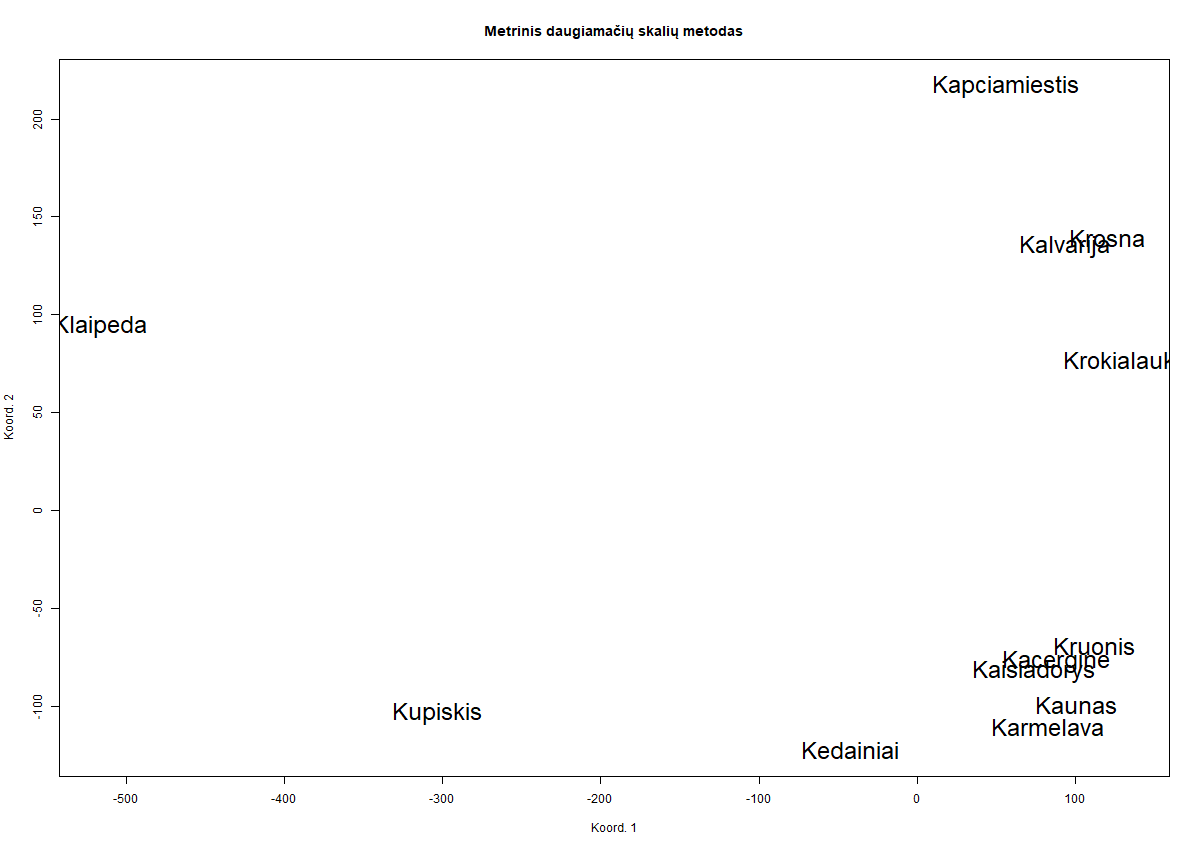 Metrinis daugiamačių skalių metodas
Kapciamiestis
Krosna
Kalvarija
Klaipeda
Krokialauk
Kruonis
Kacergine
Kaisiadorys
Kaunas
Kupiskis
Karmelava
Kedainiai
200
150
100
50
0
-50
-100
Koord. 2
-500
-400
-300
-200
-100
0
100
Koord. 1